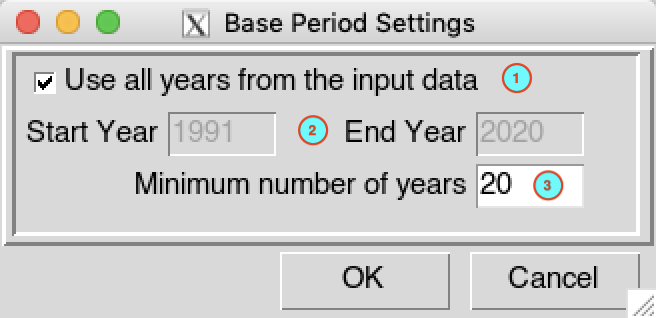 X Base Period Settings
Use all years from the input data 1
Start Year 1991 2 End Year 2020
Minimum number of years 20 3
OK Cancel